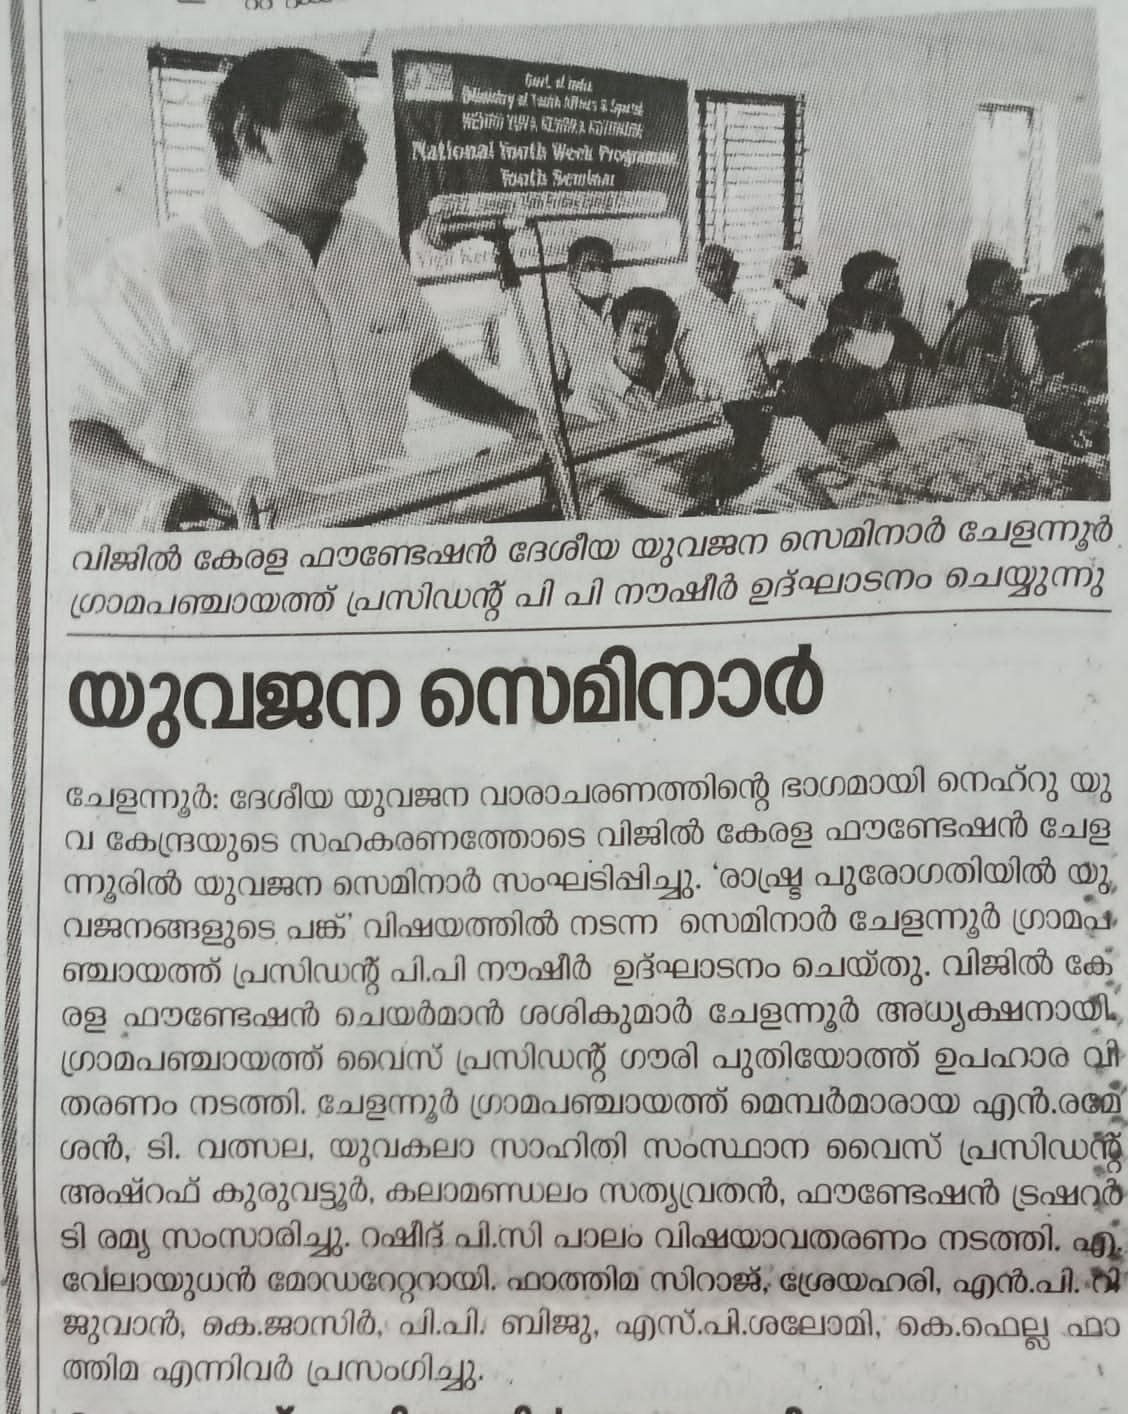 Govt. of India
(Ministry of Youth Affairs & Sports)
NEHRU YUVA KENDRA KOZHIKODE
National Youth Week Programme
Youth Seminar
വിജിൽ കേരള ഫൗണ്ടേഷൻ ദേശീയ യുവജന സെമിനാർ ചേളന്നൂർ
ഗ്രാമപഞ്ചായത്ത് പ്രസിഡന്റ് പി പി നൗഷീർ ഉദ്ഘാടനം ചെയ്യുന്നു
യുവജന സെമിനാർ
ചേളന്നൂർ: ദേശീയ യുവജന വാരാചരണത്തിന്റെ ഭാഗമായി നെഹ്റു യു
വ കേന്ദ്രയുടെ സഹകരണത്തോടെ വിജിൽ കേരള ഫൗണ്ടേഷൻ ചേള
ന്നൂരിൽ യുവജന സെമിനാർ സംഘടിപ്പിച്ചു. 'രാഷ്ട്ര പുരോഗതിയിൽ യു
വജനങ്ങളുടെ പങ്ക്' വിഷയത്തിൽ നടന്ന സെമിനാർ ചേളന്നൂർ ഗ്രാമപ
ഞ്ചായത്ത് പ്രസിഡന്റ് പി.പി നൗഷീർ ഉദ്ഘാടനം ചെയ്തു. വിജിൽ കേ
രള ഫൗണ്ടേഷൻ ചെയർമാൻ ശശികുമാർ ചേളന്നൂർ അധ്യക്ഷനായി.
ഗ്രാമപഞ്ചായത്ത് വൈസ് പ്രസിഡന്റ് ഗൗരി പുതിയോത്ത് ഉപഹാര വി
തരണം നടത്തി. ചേളന്നൂർ ഗ്രാമപഞ്ചായത്ത് മെമ്പർമാരായ എൻ.രമേ
ശൻ, ടി. വത്സല, യുവകലാ സാഹിതി സംസ്ഥാന വൈസ് പ്രസിഡന്റ്
അഷ്റഫ് കുരുവട്ടൂർ, കലാമണ്ഡലം സത്യവ്രതൻ, ഫൗണ്ടേഷൻ ട്രഷറർ
ടി രമ്യ സംസാരിച്ചു. റഷീദ് പി.സി പാലം വിഷയാവതരണം നടത്തി. എ.
വേലായുധൻ മോഡറേറ്ററായി. ഫാത്തിമ സിറാജ്, ശ്രേയഹരി, എൻ.പി. റി
ജുവാൻ, കെ.ജാസിർ, പി.പി. ബിജു, എസ്.പി.ശലോമി, കെ.ഫെല്ല ഫാ
ത്തിമ എന്നിവർ പ്രസംഗിച്ചു.